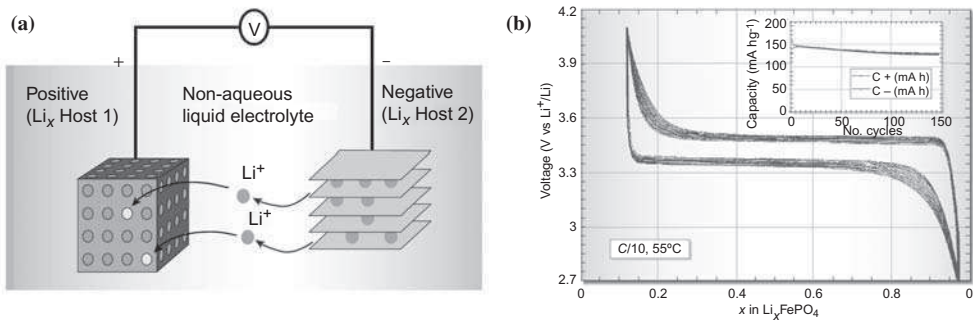 (a)
V
+
−
Positive
(Liₓ Host 1)
Non-aqueous
liquid electrolyte
Negative
(Liₓ Host 2)
Li⁺
Li⁺
(b)
4.2
3.9
3.6
3.3
3
2.7
Voltage (V vs Li⁺/Li)
0
0.2
0.4
0.6
0.8
0
x in LiₓFePO₄
C/10, 55ºC
Capacity (mA hg⁻¹)
200
150
100
50
0
0
50
100
150
No. cycles
C + (mA h)
C − (mA h)